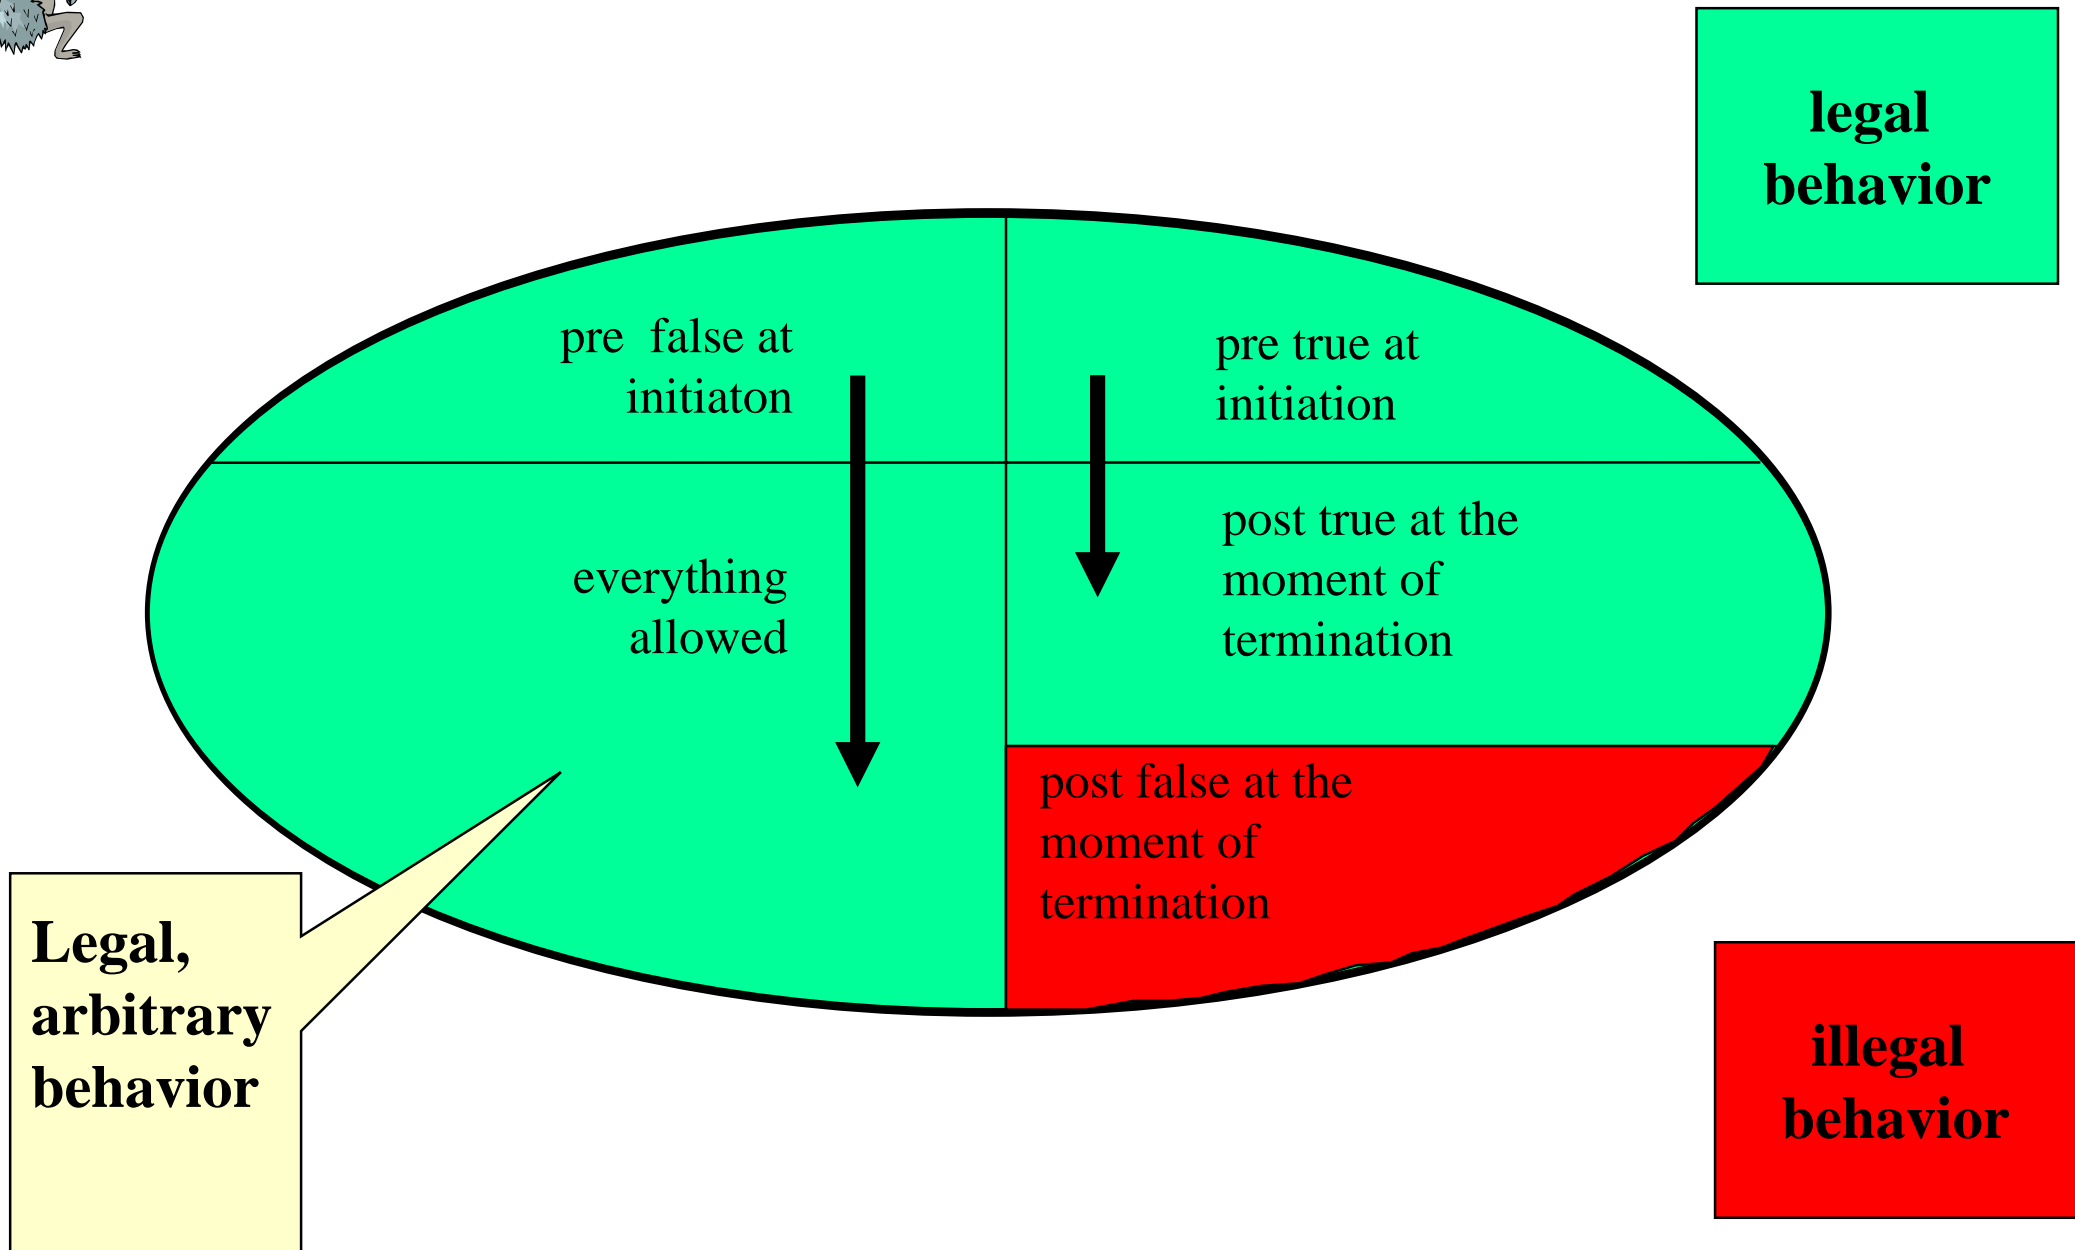 legal
behavior
pre  false at
initiaton
pre true at
initiation
everything
allowed
post true at the
moment of
termination
post false at the
moment of
termination
Legal,
arbitrary
behavior
illegal
behavior